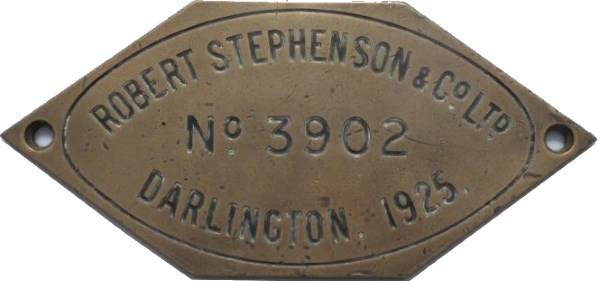 ROBERT STEPHENSON & Co LTD
No 3902
DARLINGTON. 1925.